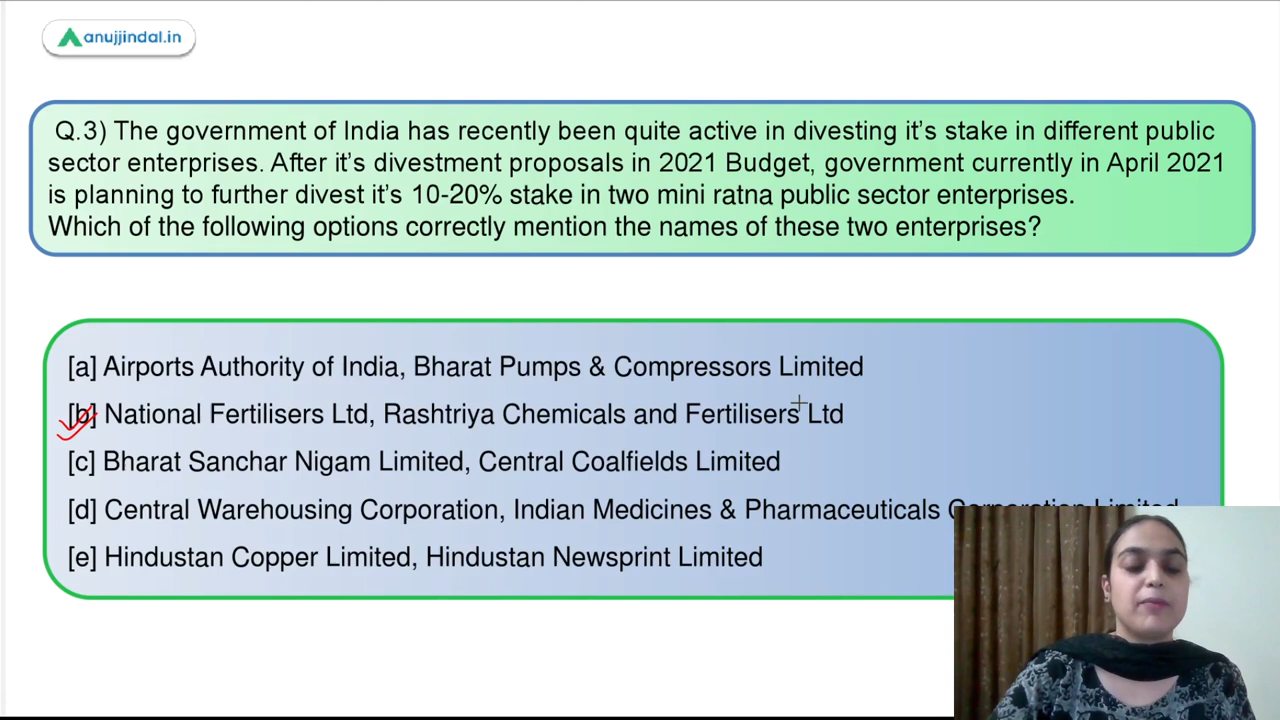 anujjindal.in
Q.3) The government of India has recently been quite active in divesting it's stake in different public
sector enterprises. After it's divestment proposals in 2021 Budget, government currently in April 2021
is planning to further divest it's 10-20% stake in two mini ratna public sector enterprises.
Which of the following options correctly mention the names of these two enterprises?
[a] Airports Authority of India, Bharat Pumps & Compressors Limited
[b] National Fertilisers Ltd, Rashtriya Chemicals and Fertilisers Ltd
[c] Bharat Sanchar Nigam Limited, Central Coalfields Limited
[d] Central Warehousing Corporation, Indian Medicines & Pharmaceuticals Corporation Limited
[e] Hindustan Copper Limited, Hindustan Newsprint Limited